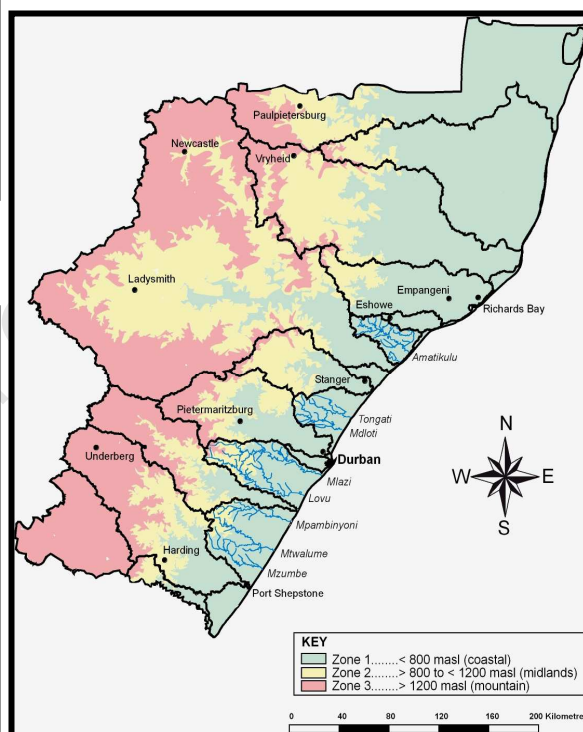 Paulpietersburg
Newcastle
Vryheid
Ladysmith
Empangeni
Eshowe
Richards Bay
Amatikulu
Stanger
Tongati
Pietermaritzburg
Mdloti
Underberg
Durban
Mlazi
Lovu
Mpambinyoni
Harding
Mtwalume
Mzumbe
Port Shepstone
N
W E
S
KEY
Zone 1........< 800 masl (coastal)
Zone 2........> 800 to < 1200 masl (midlands)
Zone 3........> 1200 masl (mountain)
0 40 80 120 160 200 Kilometre